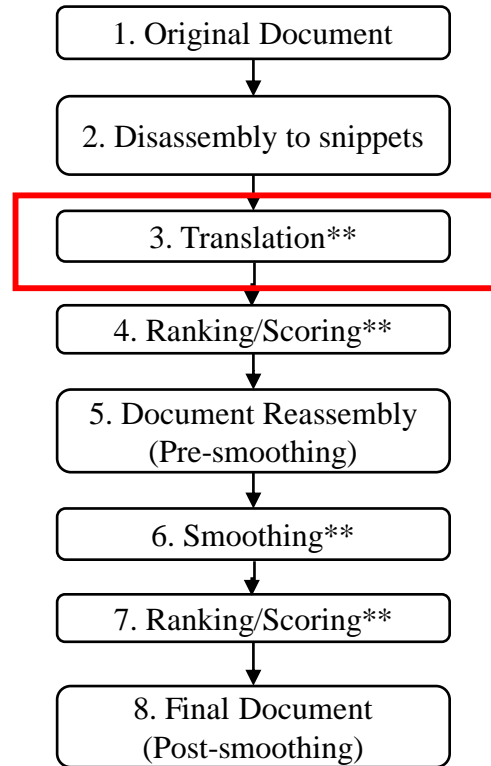 1. Original Document
2. Disassembly to snippets
3. Translation**
4. Ranking/Scoring**
5. Document Reassembly
(Pre-smoothing)
6. Smoothing**
7. Ranking/Scoring**
8. Final Document
(Post-smoothing)